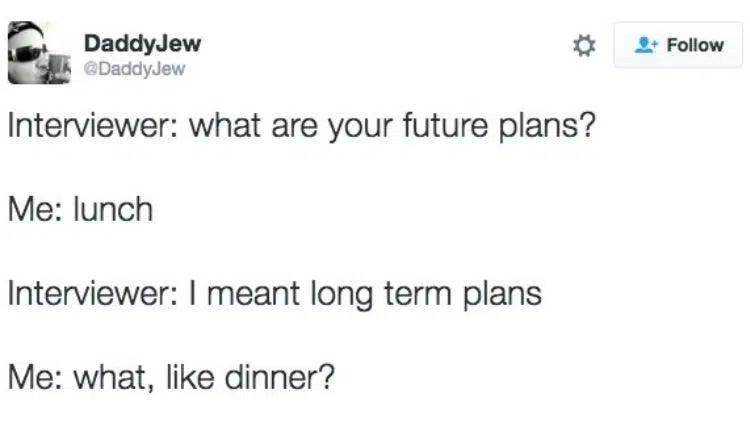 DaddyJew
@DaddyJew
Follow
Interviewer: what are your future plans?
Me: lunch
Interviewer: I meant long term plans
Me: what, like dinner?